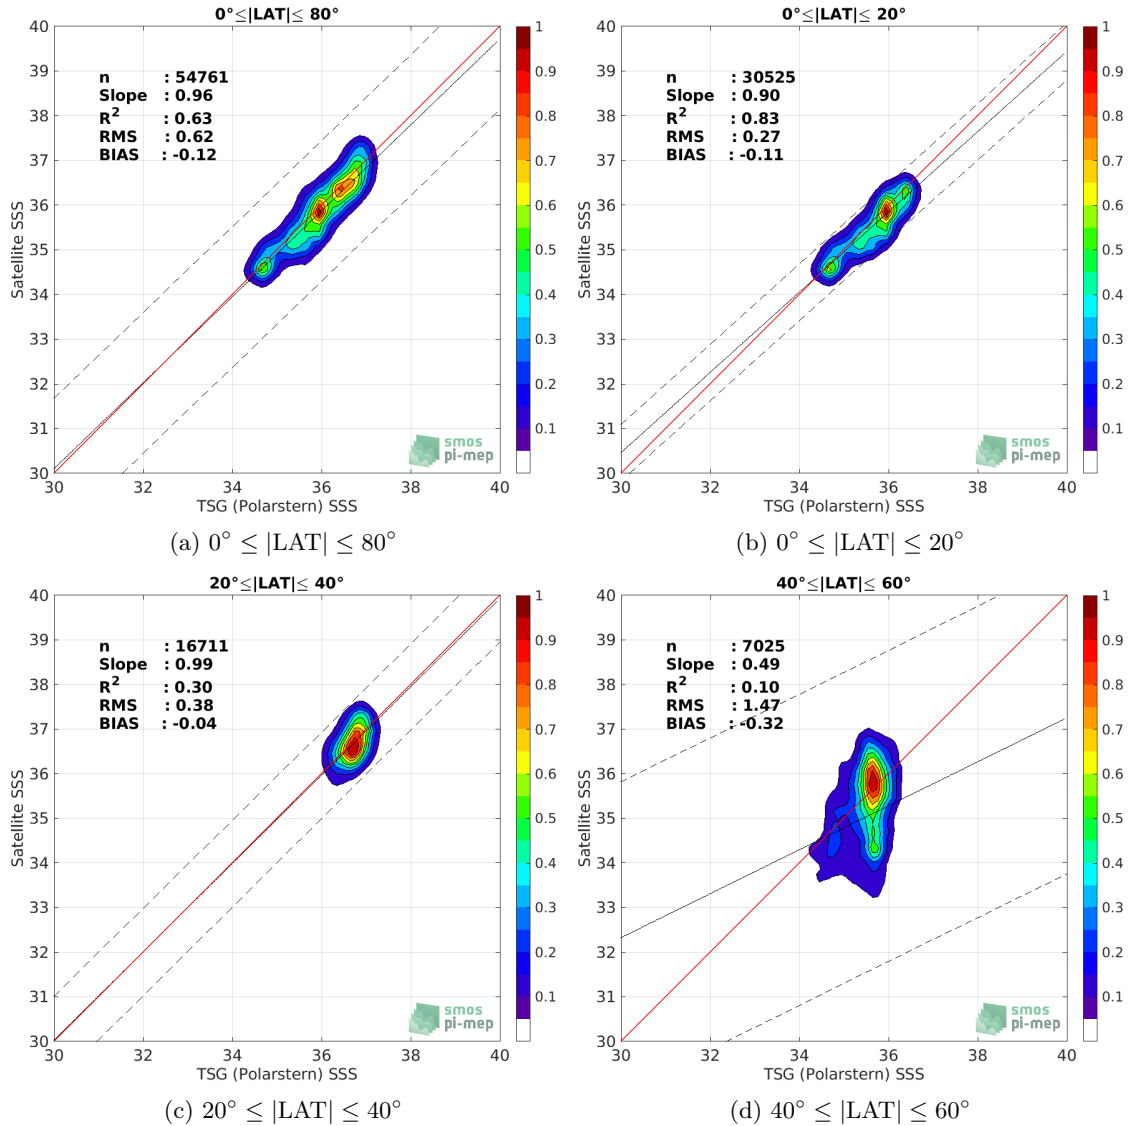 0°≤|LAT|≤ 80°
40
39
38
37
36
35
34
33
32
31
30
30 32 34 36 38 40
Satellite SSS
TSG (Polarstern) SSS
n : 54761
Slope : 0.96
R2 : 0.63
RMS : 0.62
BIAS : -0.12
smos
pi-mep
1
0.9
0.8
0.7
0.6
0.5
0.4
0.3
0.2
0.1
(a) 0° ≤ |LAT| ≤ 80°
0°≤|LAT|≤ 20°
40
39
38
37
36
35
34
33
32
31
30
30 32 34 36 38 40
Satellite SSS
TSG (Polarstern) SSS
n : 30525
Slope : 0.90
R2 : 0.83
RMS : 0.27
BIAS : -0.11
smos
pi-mep
1
0.9
0.8
0.7
0.6
0.5
0.4
0.3
0.2
0.1
(b) 0° ≤ |LAT| ≤ 20°
20°≤|LAT|≤ 40°
40
39
38
37
36
35
34
33
32
31
30
30 32 34 36 38 40
Satellite SSS
TSG (Polarstern) SSS
n : 16711
Slope : 0.99
R2 : 0.30
RMS : 0.38
BIAS : -0.04
smos
pi-mep
1
0.9
0.8
0.7
0.6
0.5
0.4
0.3
0.2
0.1
(c) 20° ≤ |LAT| ≤ 40°
40°≤|LAT|≤ 60°
40
39
38
37
36
35
34
33
32
31
30
30 32 34 36 38 40
Satellite SSS
TSG (Polarstern) SSS
n : 7025
Slope : 0.49
R2 : 0.10
RMS : 1.47
BIAS : -0.32
smos
pi-mep
1
0.9
0.8
0.7
0.6
0.5
0.4
0.3
0.2
0.1
(d) 40° ≤ |LAT| ≤ 60°